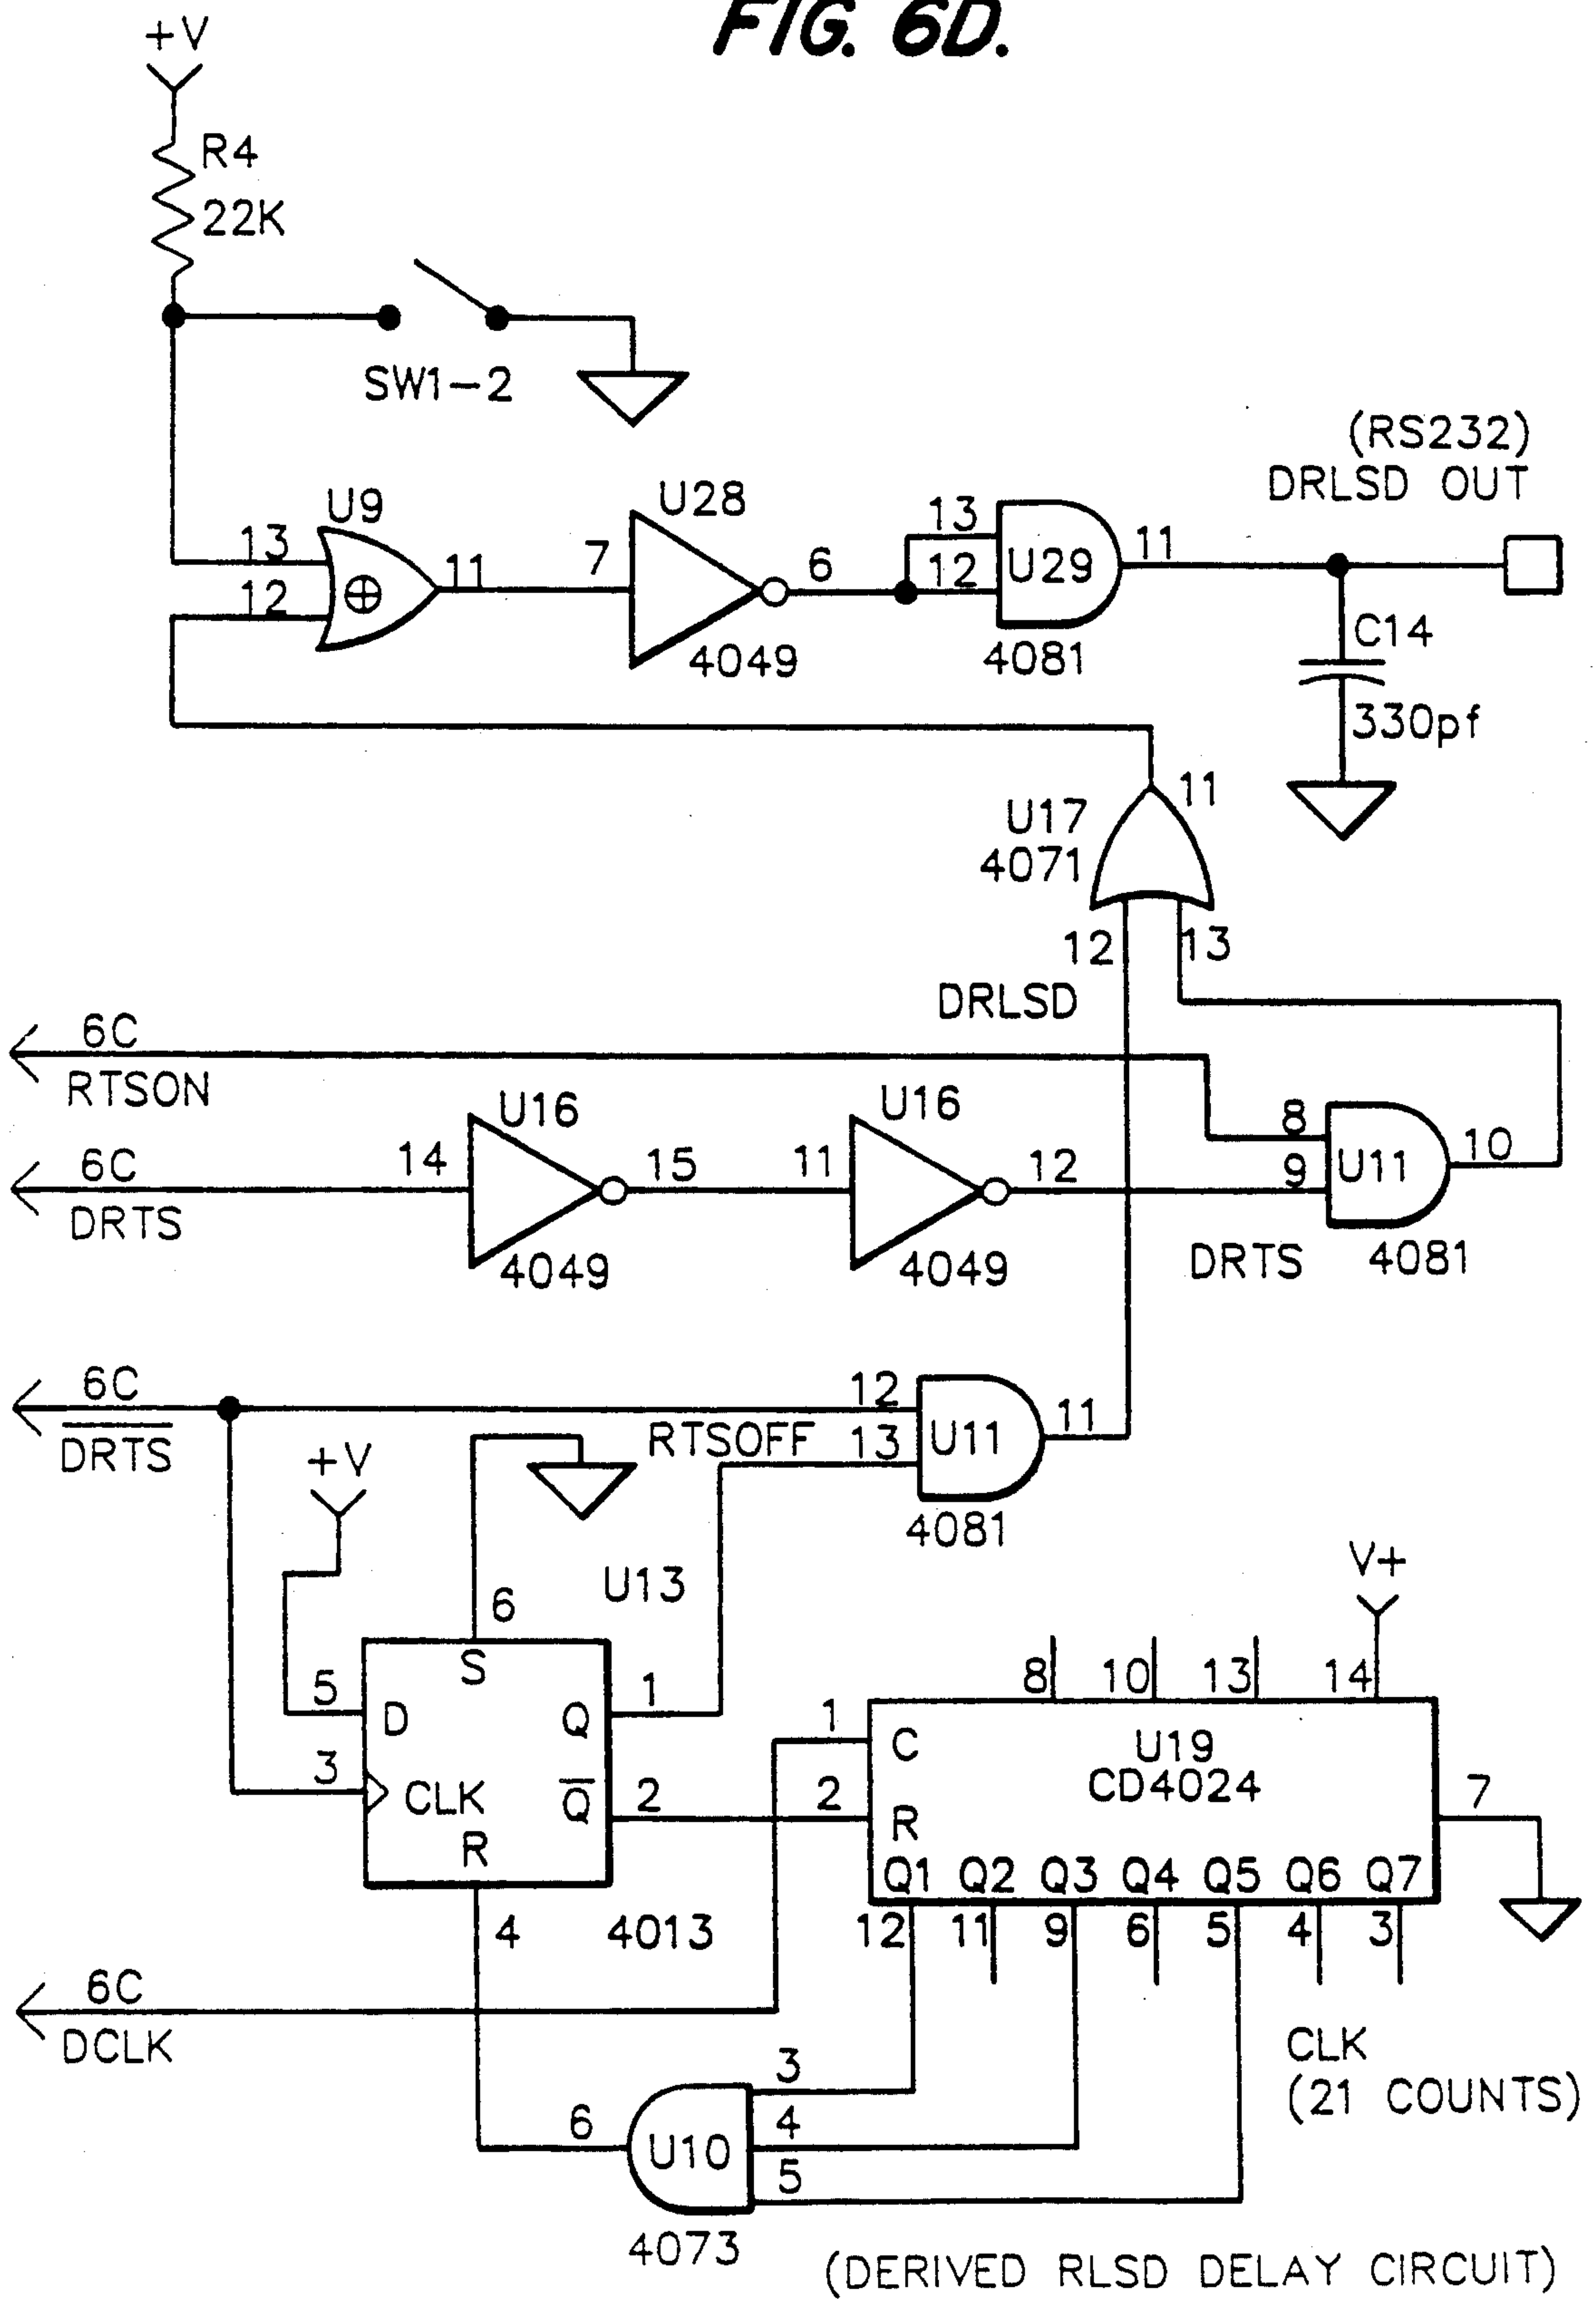 FIG. 6D.
+V
R4
22K
SW1-2
(RS232)
DRLSD OUT
U9
13
12
11
7
U28
4049
6
13
12
U29
4081
11
C14
330pf
U17
4071
11
12
13
DRLSD
6C
RTSON
6C
DRTS
14
U16
4049
15
11
U16
4049
12
DRTS
8
9
U11
10
4081
6C
DRTS
12
RTSOFF
13
U11
11
4081
+V
U13
6
S
5
D
Q
1
3
CLK
Q
2
R
4
4013
V+
8
10
13
14
1
C
U19
CD4024
7
2
R
Q1
Q2
Q3
Q4
Q5
Q6
Q7
12
11
9
6
5
4
3
6C
DCLK
CLK
(21 COUNTS)
3
4
5
6
U10
4073
(DERIVED RLSD DELAY CIRCUIT)